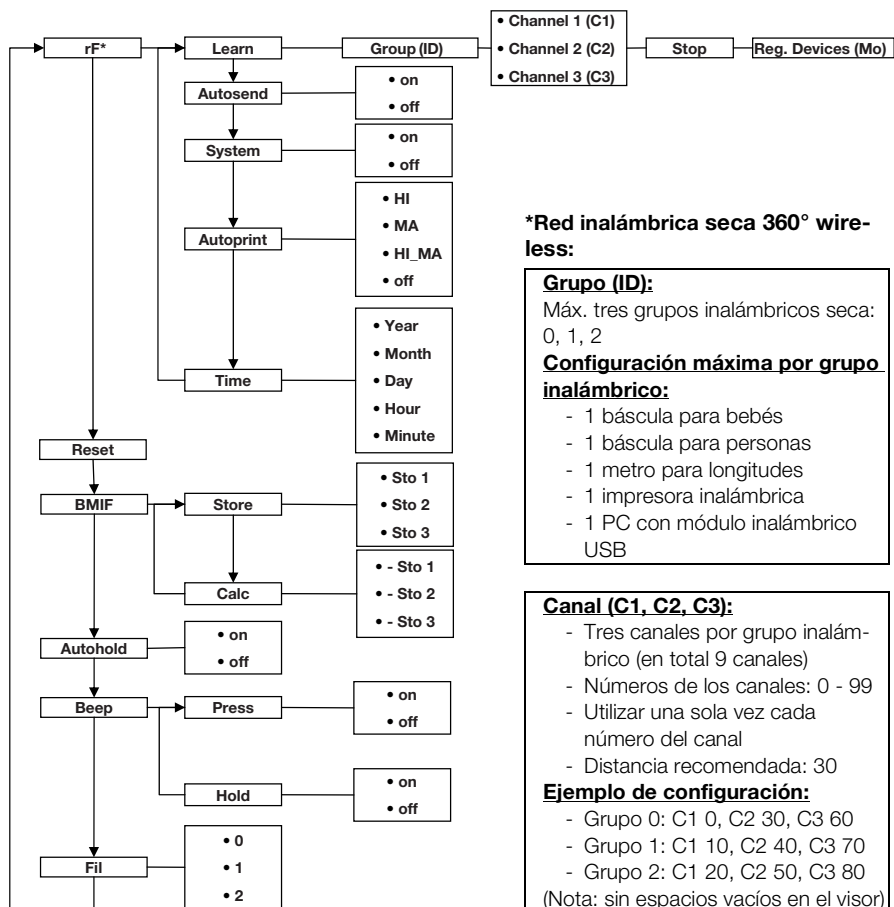 rF*
Learn
Group (ID)
• Channel 1 (C1)
• Channel 2 (C2)
• Channel 3 (C3)
Stop
Reg. Devices (Mo)
Autosend
• on
• off
System
• on
• off
Autoprint
• HI
• MA
• HI_MA
• off
Time
• Year
• Month
• Day
• Hour
• Minute
Reset
BMIF
Store
• Sto 1
• Sto 2
• Sto 3
Calc
• - Sto 1
• - Sto 2
• - Sto 3
Autohold
• on
• off
Beep
Press
• on
• off
Hold
• on
• off
Fil
• 0
• 1
• 2
*Red inalámbrica seca 360° wire-
less:
Grupo (ID):
Máx. tres grupos inalámbricos seca:
0, 1, 2
Configuración máxima por grupo
inalámbrico:
- 1 báscula para bebés
- 1 báscula para personas
- 1 metro para longitudes
- 1 impresora inalámbrica
- 1 PC con módulo inalámbrico
USB
Canal (C1, C2, C3):
- Tres canales por grupo inalám-
brico (en total 9 canales)
- Números de los canales: 0 - 99
- Utilizar una sola vez cada
número del canal
- Distancia recomendada: 30
Ejemplo de configuración:
- Grupo 0: C1 0, C2 30, C3 60
- Grupo 1: C1 10, C2 40, C3 70
- Grupo 2: C1 20, C2 50, C3 80
(Nota: sin espacios vacíos en el visor)